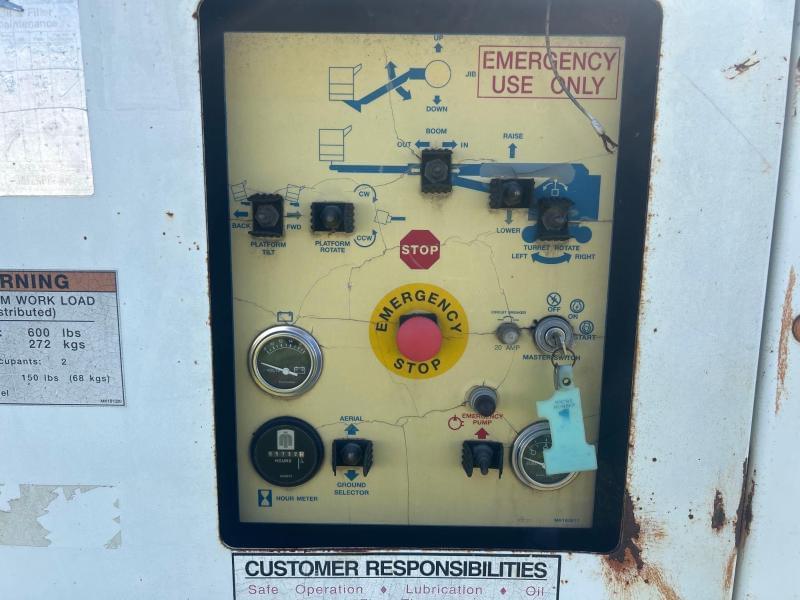 UP
JIB
DOWN
EMERGENCY
USE ONLY
BOOM
OUT
IN
RAISE
CW
BACK
FWD
PLATFORM
TILT
PLATFORM
ROTATE
CCW
LOWER
TURRET ROTATE
LEFT
RIGHT
STOP
EMERGENCY
STOP
CIRCUIT BREAKER
20 AMP
OFF
ON
START
MASTER SWITCH
EMERGENCY
PUMP
AERIAL
GROUND
SELECTOR
HOURS
HOUR METER
WORK LOAD
600 lbs
272 kgs
2
150 lbs (68 kgs)
CUSTOMER RESPONSIBILITIES
Safe Operation ♦ Lubrication ♦ Oil